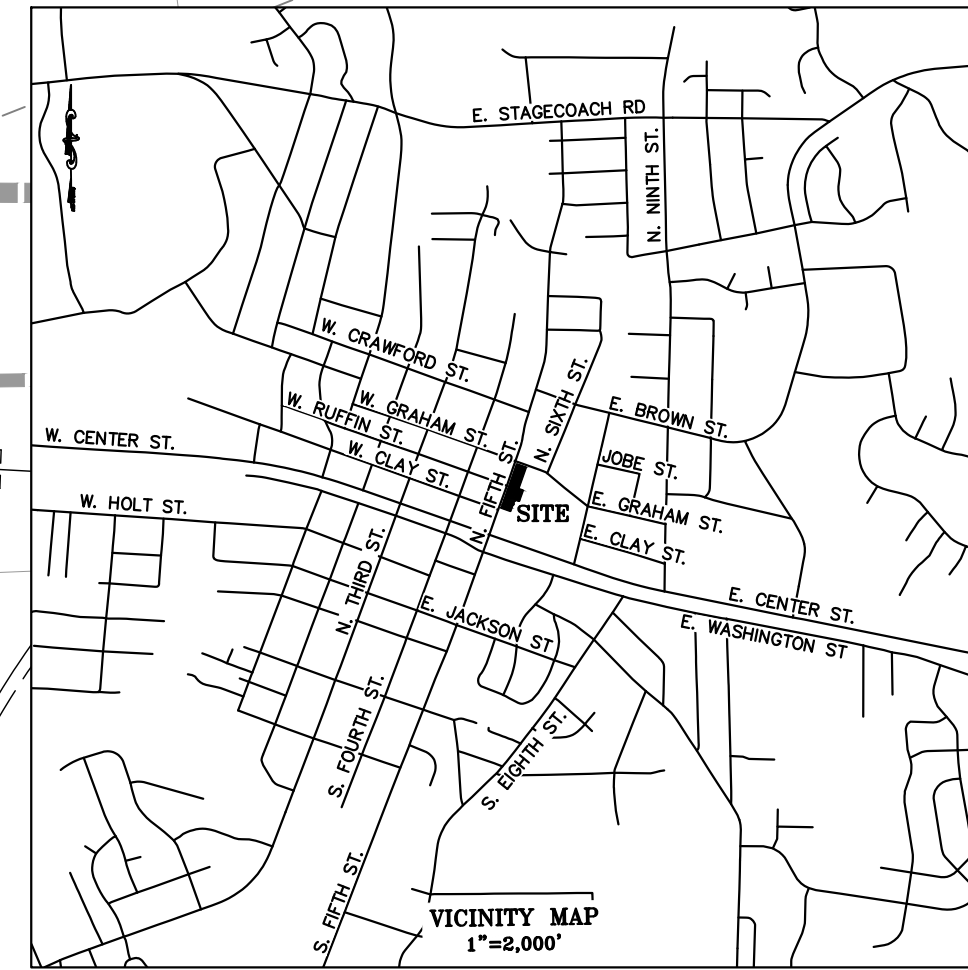 E. STAGECOACH RD
N. NINTH ST.
W. CRAWFORD ST.
N. SIXTH ST.
W. GRAHAM ST.
W. RUFFIN ST.
E. BROWN ST.
W. CENTER ST.
W. CLAY ST.
N. FIFTH ST.
JOBE ST.
W. HOLT ST.
SITE
E. GRAHAM ST.
E. CLAY ST.
N. THIRD ST.
E. JACKSON ST
E. CENTER ST.
E. WASHINGTON ST
S. FOURTH ST.
S. EIGHTH ST.
S. FIFTH ST.
VICINITY MAP
1"=2,000'